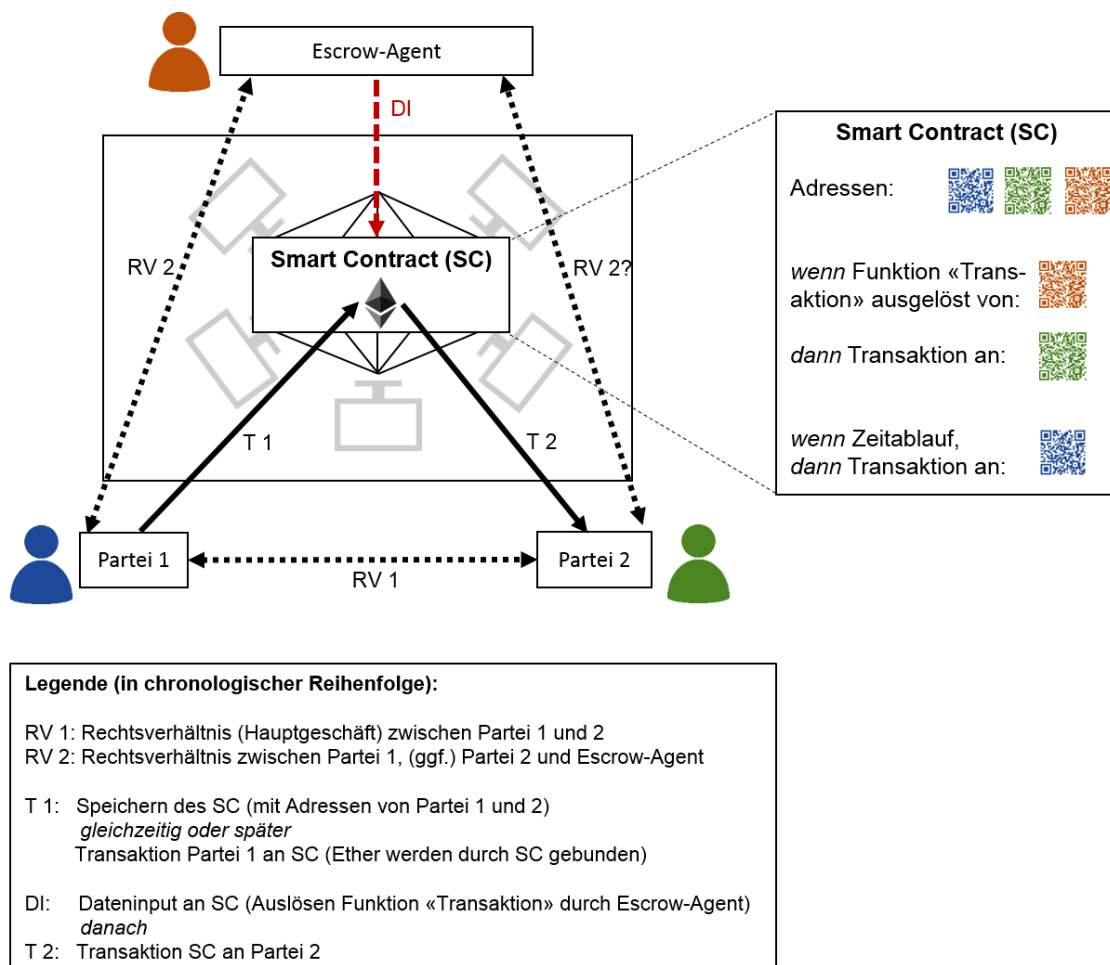 Escrow-Agent
DI
RV 2
Smart Contract (SC)
RV 2?
T 1
T 2
Partei 1
RV 1
Partei 2
Smart Contract (SC)
Adressen:
wenn Funktion «Trans-
aktion» ausgelöst von:
dann Transaktion an:
wenn Zeitablauf,
dann Transaktion an:
Legende (in chronologischer Reihenfolge):
RV 1: Rechtsverhältnis (Hauptgeschäft) zwischen Partei 1 und 2
RV 2: Rechtsverhältnis zwischen Partei 1, (ggf.) Partei 2 und Escrow-Agent
T 1: Speichern des SC (mit Adressen von Partei 1 und 2)
gleichzeitig oder später
Transaktion Partei 1 an SC (Ether werden durch SC gebunden)
DI: Dateninput an SC (Auslösen Funktion «Transaktion» durch Escrow-Agent)
danach
T 2: Transaktion SC an Partei 2